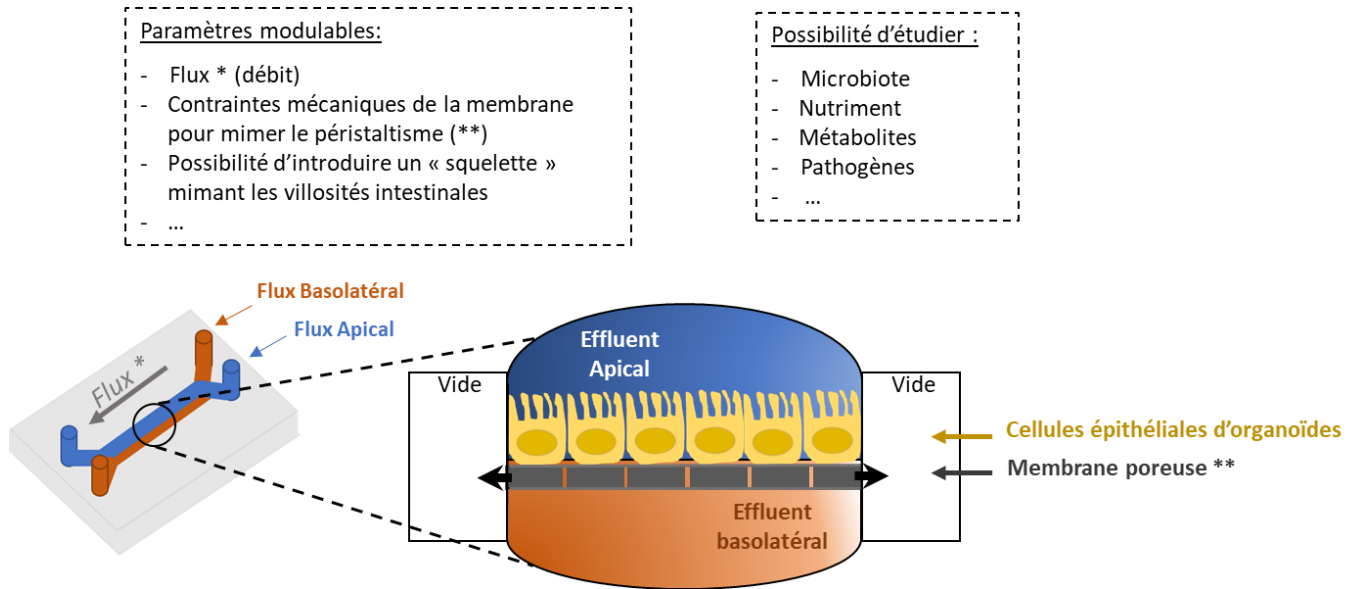 Paramètres modulables:
- Flux * (débit)
- Contraintes mécaniques de la membrane
pour mimer le péristaltisme (**)
- Possibilité d’introduire un « squelette »
mimant les villosités intestinales
- ...
Possibilité d’étudier :
- Microbiote
- Nutriment
- Métabolites
- Pathogènes
- ...
Flux Basolatéral
Flux Apical
Flux *
Effluent
Apical
Vide
Vide
Cellules épithéliales d’organoïdes
Membrane poreuse **
Effluent
basolatéral